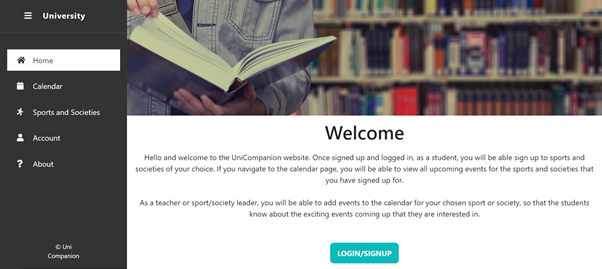 University
Home
Calendar
Sports and Societies
Account
About
© Uni
Companion
Welcome
Hello and welcome to the UniCompanion website. Once signed up and logged in, as a student, you will be able sign up to sports and
societies of your choice. If you navigate to the calendar page, you will be able to view all upcoming events for the sports and societies that
you have signed up for.
As a teacher or sport/society leader, you will be able to add events to the calendar for your chosen sport or society, so that the students
know about the exciting events coming up that they are interested in.
LOGIN/SIGNUP